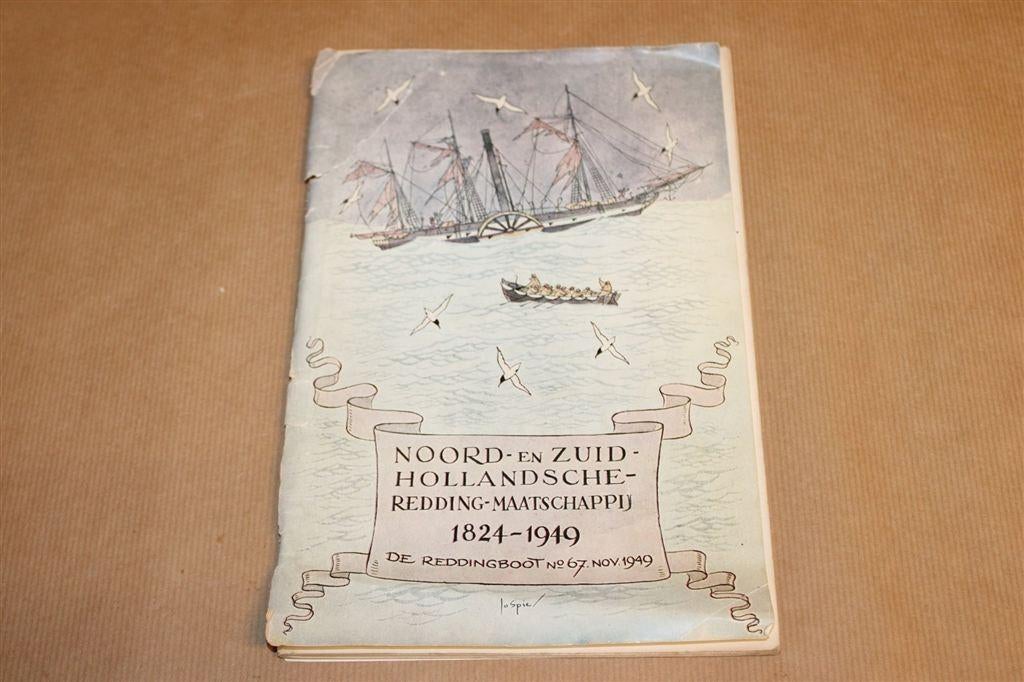 NOORD- EN ZUID-
HOLLANDSCHE-
REDDING-MAATSCHAPPIJ
1824-1949
DE REDDINGBOOT No 67. NOV. 1949
Jo Spier